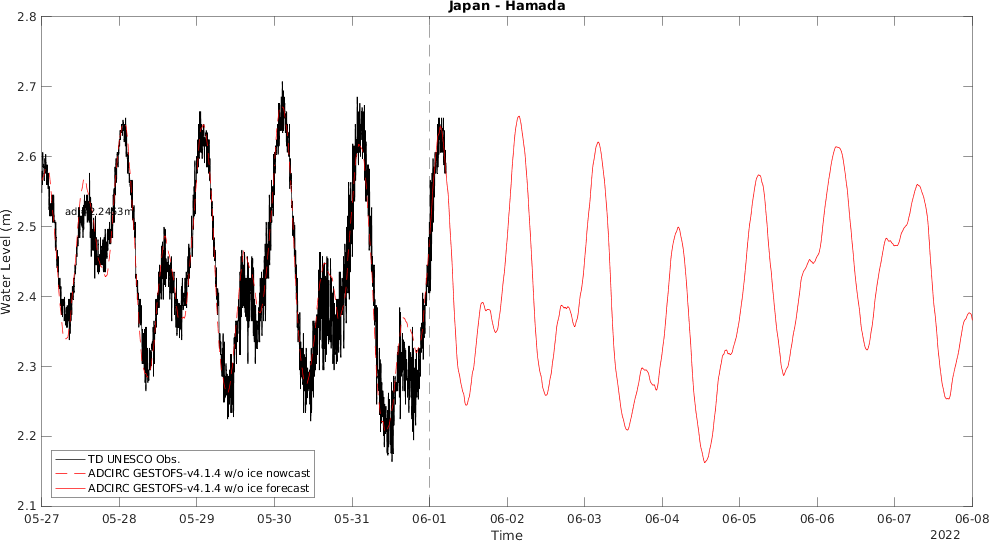 Japan - Hamada
2.8
2.7
2.6
2.5
2.4
2.3
2.2
2.1
Water Level (m)
TD UNESCO Obs.
ADCIRC GESTOFS-v4.1.4 w/o ice nowcast
ADCIRC GESTOFS-v4.1.4 w/o ice forecast
05-27 05-28 05-29 05-30 05-31 06-01 06-02 06-03 06-04 06-05 06-06 06-07 06-08
Time
2022